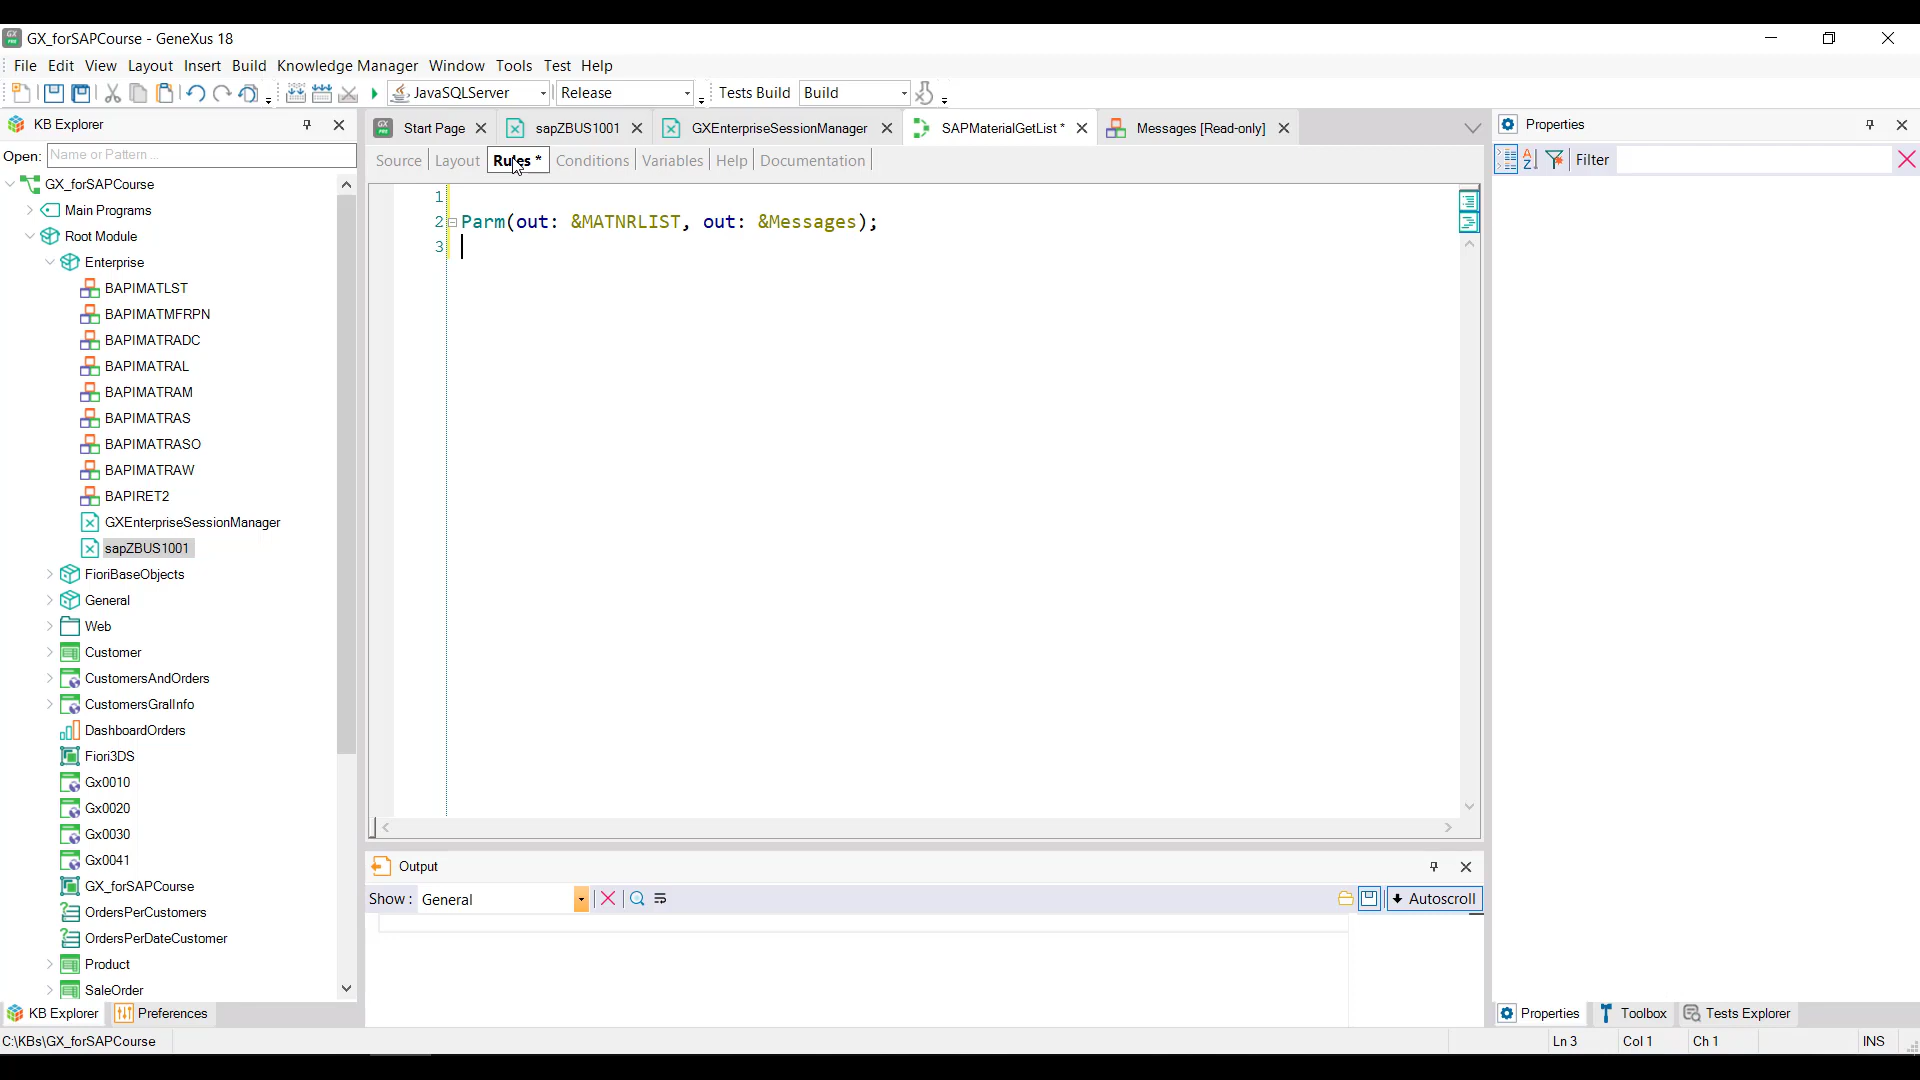 GX_forSAPCourse - GeneXus 18
File Edit View Layout Insert Build Knowledge Manager Window Tools Test Help
JavaSQLServer Release Tests Build Build
KB Explorer
Open: Name or Pattern ...
GX_forSAPCourse
Main Programs
Root Module
Enterprise
BAPIMATLST
BAPIMATMFRPN
BAPIMATRADC
BAPIMATRAL
BAPIMATRAM
BAPIMATRAS
BAPIMATRASO
BAPIMATRAW
BAPIRET2
GXEnterpriseSessionManager
sapZBUS1001
FioriBaseObjects
General
Web
Customer
CustomersAndOrders
CustomersGralInfo
DashboardOrders
Fiori3DS
Gx0010
Gx0020
Gx0030
Gx0041
GX_forSAPCourse
OrdersPerCustomers
OrdersPerDateCustomer
Product
SaleOrder
KB Explorer Preferences
Start Page sapZBUS1001 GXEnterpriseSessionManager SAPMaterialGetList * Messages [Read-only]
Source Layout Rules * Conditions Variables Help Documentation
1
2 Parm(out: &MATNRLIST, out: &Messages);
3
Output
Show : General Autoscroll
Properties
Filter
Properties Toolbox Tests Explorer
C:\KBs\GX_forSAPCourse Ln 3 Col 1 Ch 1 INS